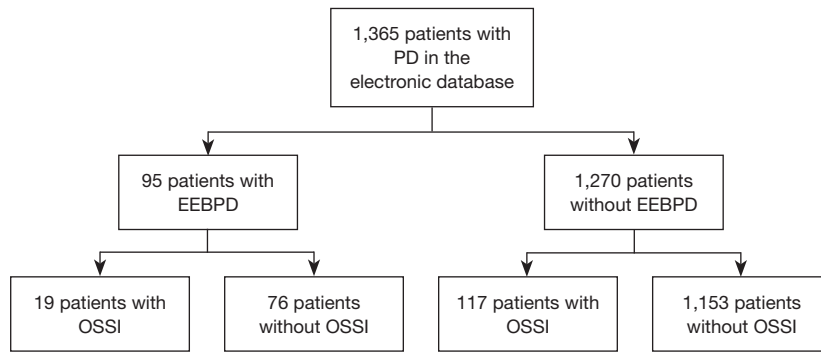 1,365 patients with
PD in the
electronic database
95 patients with
EEBPD
1,270 patients
without EEBPD
19 patients with
OSSI
76 patients
without OSSI
117 patients with
OSSI
1,153 patients
without OSSI